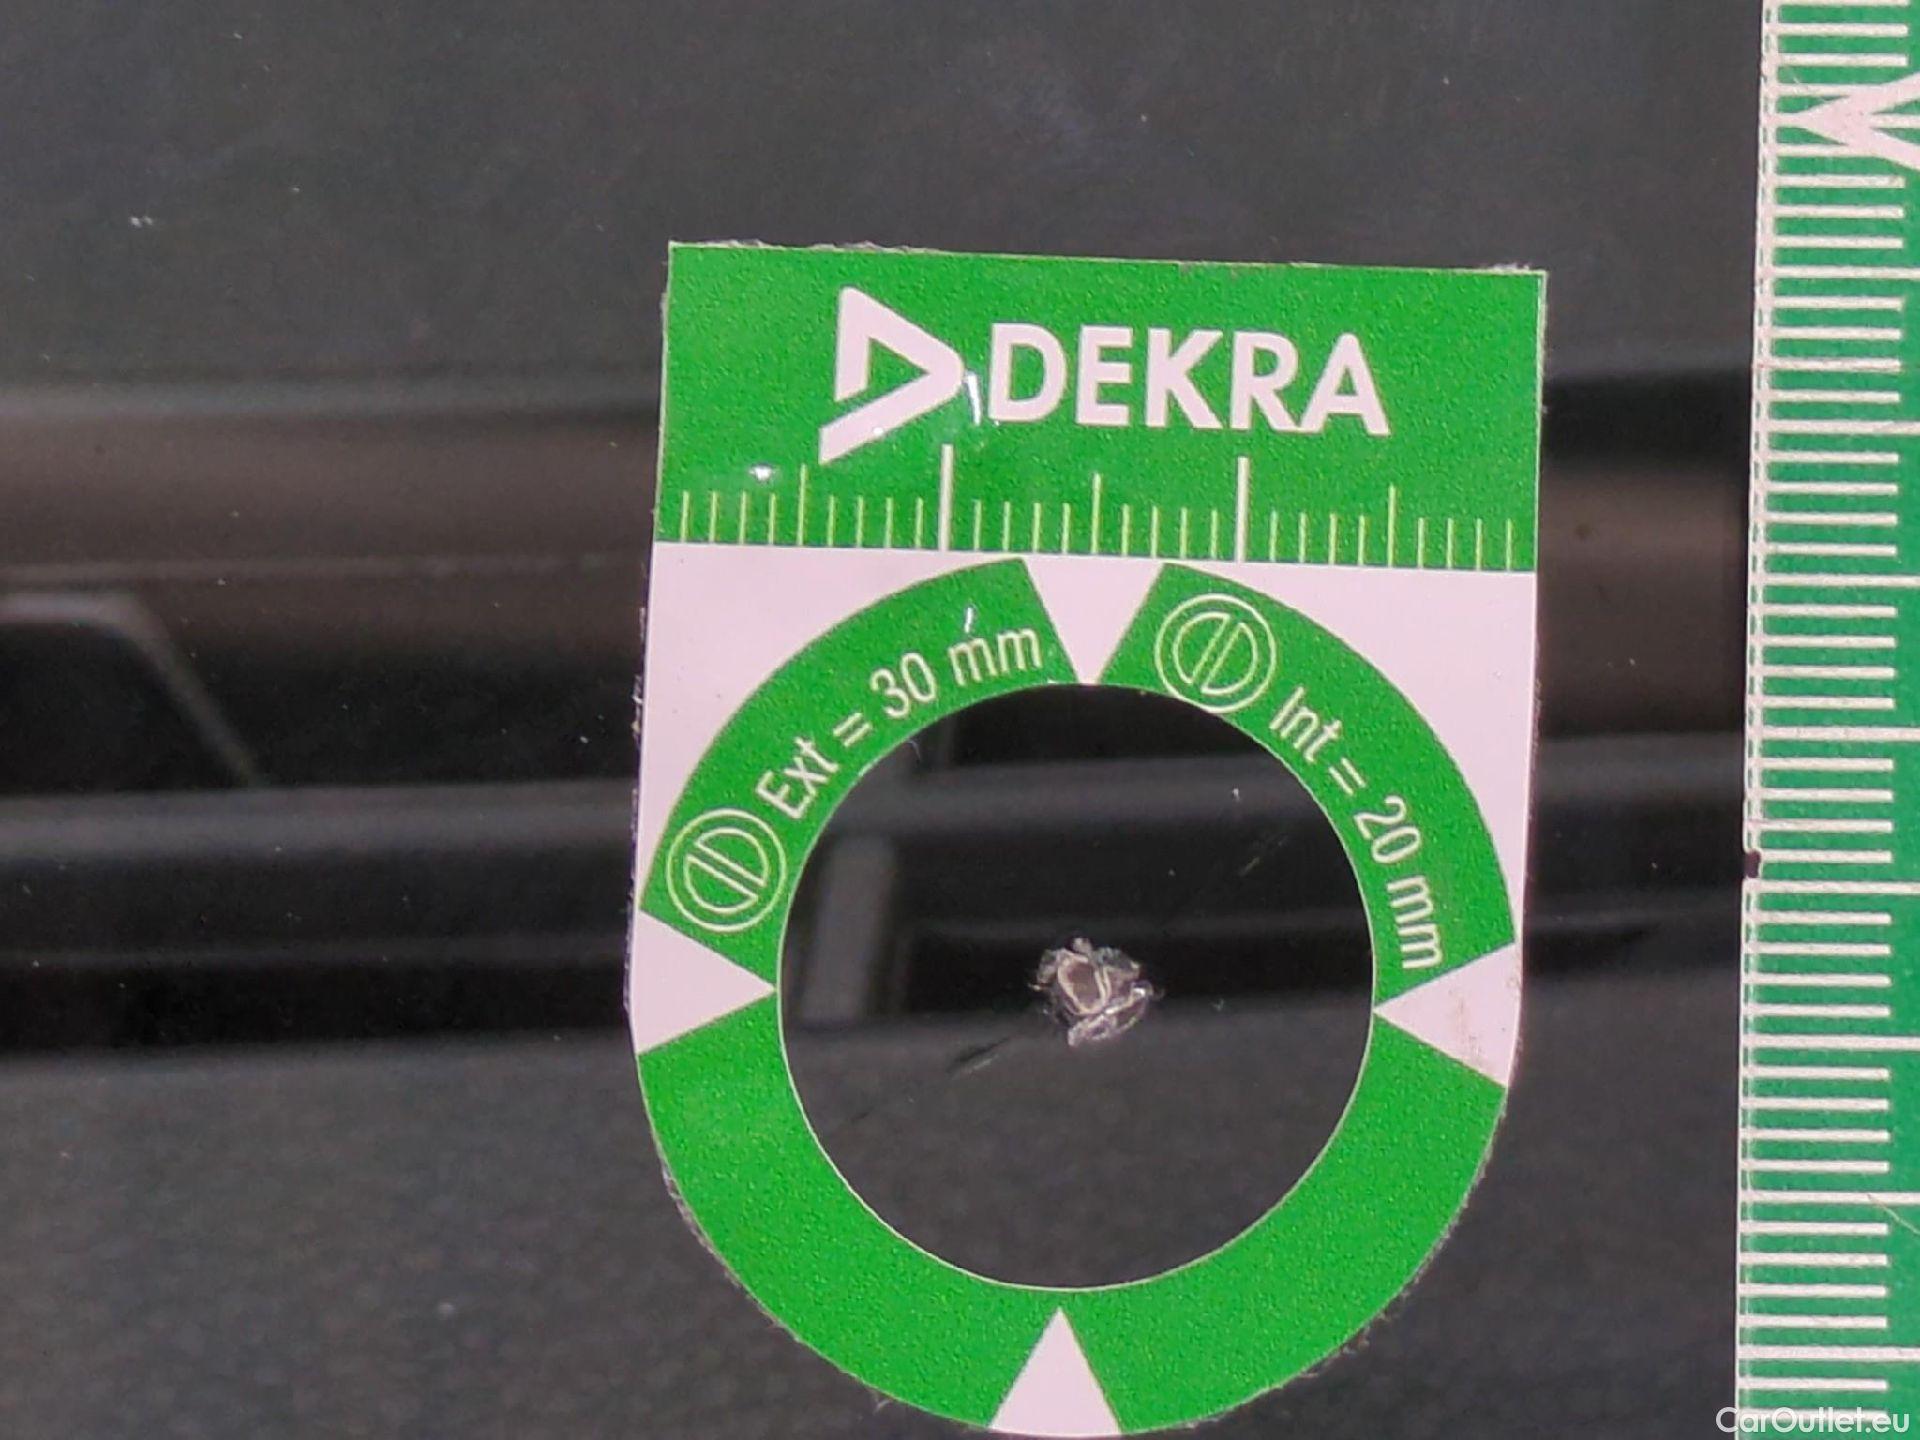 DEKRA
Ext = 30 mm
Int = 20 mm
M
CarOutlet.eu